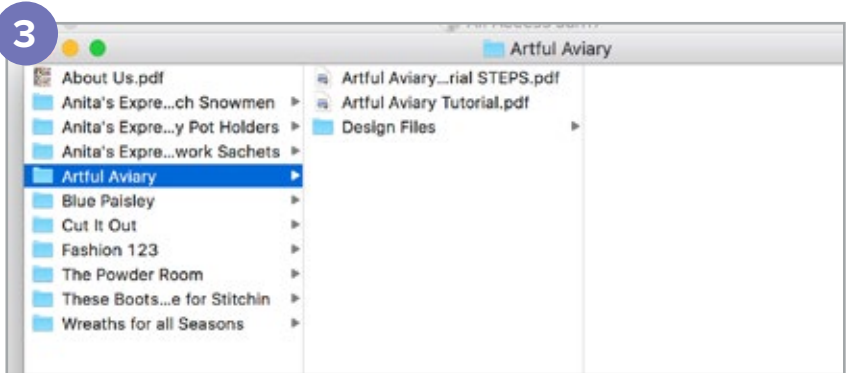 3
Artful Aviary
About Us.pdf
Anita's Expre...ch Snowmen
Anita's Expre...y Pot Holders
Anita's Expre...work Sachets
Artful Aviary
Blue Paisley
Cut It Out
Fashion 123
The Powder Room
These Boots...e for Stitchin
Wreaths for all Seasons
Artful Aviary...rial STEPS.pdf
Artful Aviary Tutorial.pdf
Design Files